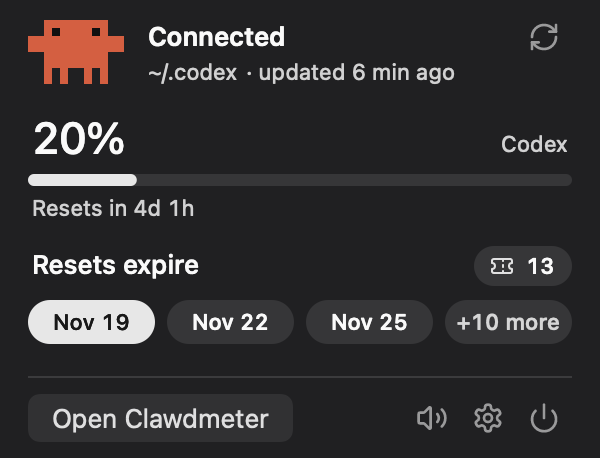 Connected
~/.codex · updated 6 min ago
20%
Codex
Resets in 4d 1h
Resets expire
13
Nov 19 Nov 22 Nov 25 +10 more
Open Clawdmeter